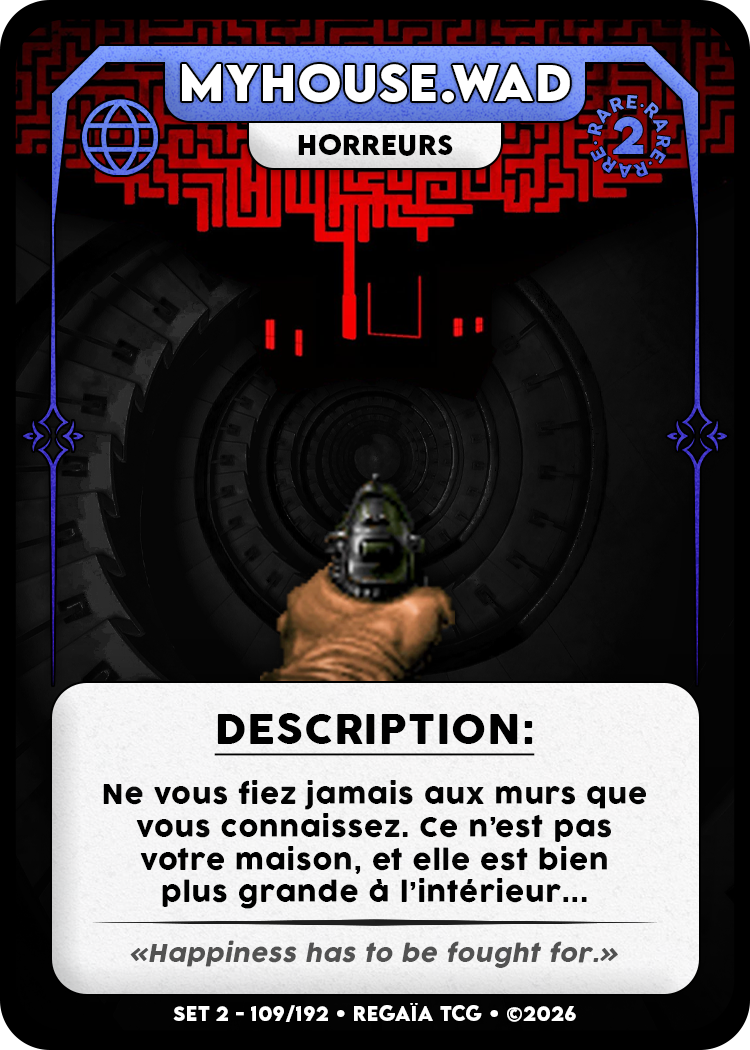 MYHOUSE.WAD
HORREURS
RARE·RARE·RARE·RARE·
2
DESCRIPTION:
Ne vous fiez jamais aux murs que
vous connaissez. Ce n'est pas
votre maison, et elle est bien
plus grande à l'intérieur...
«Happiness has to be fought for.»
SET 2 - 109/192 • REGAÏA TCG • ©2026